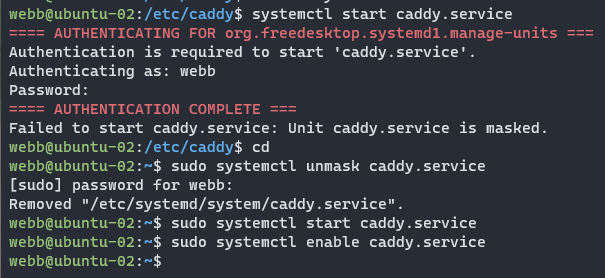 webb@ubuntu-02:/etc/caddy$ systemctl start caddy.service
==== AUTHENTICATING FOR org.freedesktop.systemd1.manage-units ===
Authentication is required to start 'caddy.service'.
Authenticating as: webb
Password:
==== AUTHENTICATION COMPLETE ===
Failed to start caddy.service: Unit caddy.service is masked.
webb@ubuntu-02:/etc/caddy$ cd
webb@ubuntu-02:~$ sudo systemctl unmask caddy.service
[sudo] password for webb:
Removed "/etc/systemd/system/caddy.service".
webb@ubuntu-02:~$ sudo systemctl start caddy.service
webb@ubuntu-02:~$ sudo systemctl enable caddy.service
webb@ubuntu-02:~$